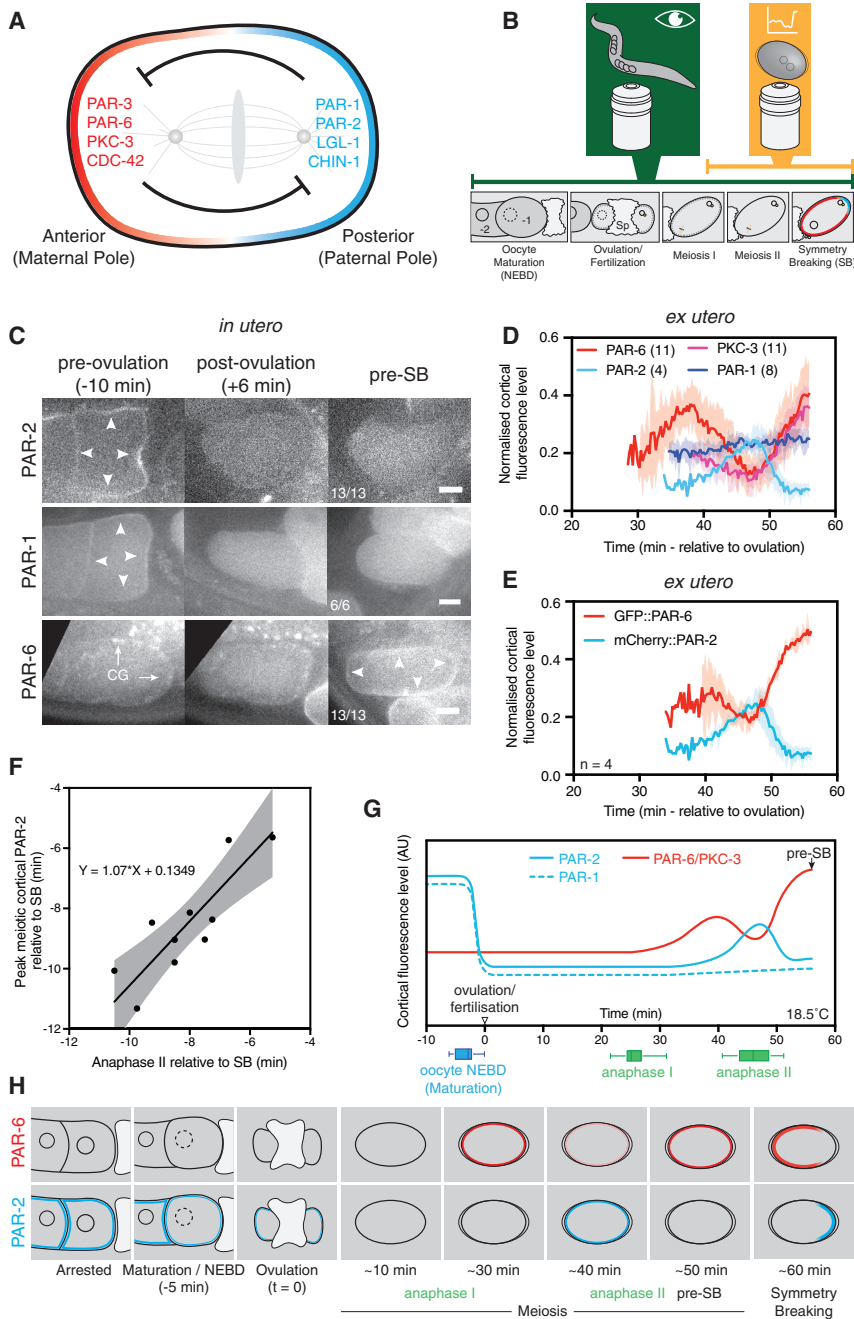 A
PAR-3
PAR-6
PKC-3
CDC-42
PAR-1
PAR-2
LGL-1
CHIN-1
Anterior
(Maternal Pole)
Posterior
(Paternal Pole)
B
-2
-1
Sp
Oocyte
Maturation
(NEBD)
Ovulation/
Fertilization
Meiosis I
Meiosis II
Symmetry
Breaking (SB)
C
in utero
pre-ovulation
(-10 min)
post-ovulation
(+6 min)
pre-SB
PAR-2
13/13
PAR-1
6/6
PAR-6
CG
13/13
D
ex utero
PAR-6 (11)
PKC-3 (11)
PAR-2 (4)
PAR-1 (8)
Normalised cortical
fluorescence level
0.6
0.4
0.2
0.0
20 30 40 50 60
Time (min - relative to ovulation)
E
ex utero
GFP::PAR-6
mCherry::PAR-2
Normalised cortical
fluorescence level
0.6
0.4
0.2
0.0
n = 4
20 30 40 50 60
Time (min - relative to ovulation)
F
Peak meiotic cortical PAR-2
relative to SB (min)
-4
-6
-8
-10
-12
Y = 1.07*X + 0.1349
-12 -10 -8 -6 -4
Anaphase II relative to SB (min)
G
Cortical fluorescence level (AU)
PAR-2
PAR-1
PAR-6/PKC-3
pre-SB
ovulation/
fertilisation
Time (min)
18.5˚C
-10 0 10 20 30 40 50 60
oocyte NEBD
(Maturation)
anaphase I
anaphase II
H
PAR-6
PAR-2
Arrested
Maturation / NEBD
(-5 min)
Ovulation
(t = 0)
~10 min
~30 min
~40 min
~50 min
~60 min
anaphase I
anaphase II
pre-SB
Symmetry
Breaking
Meiosis